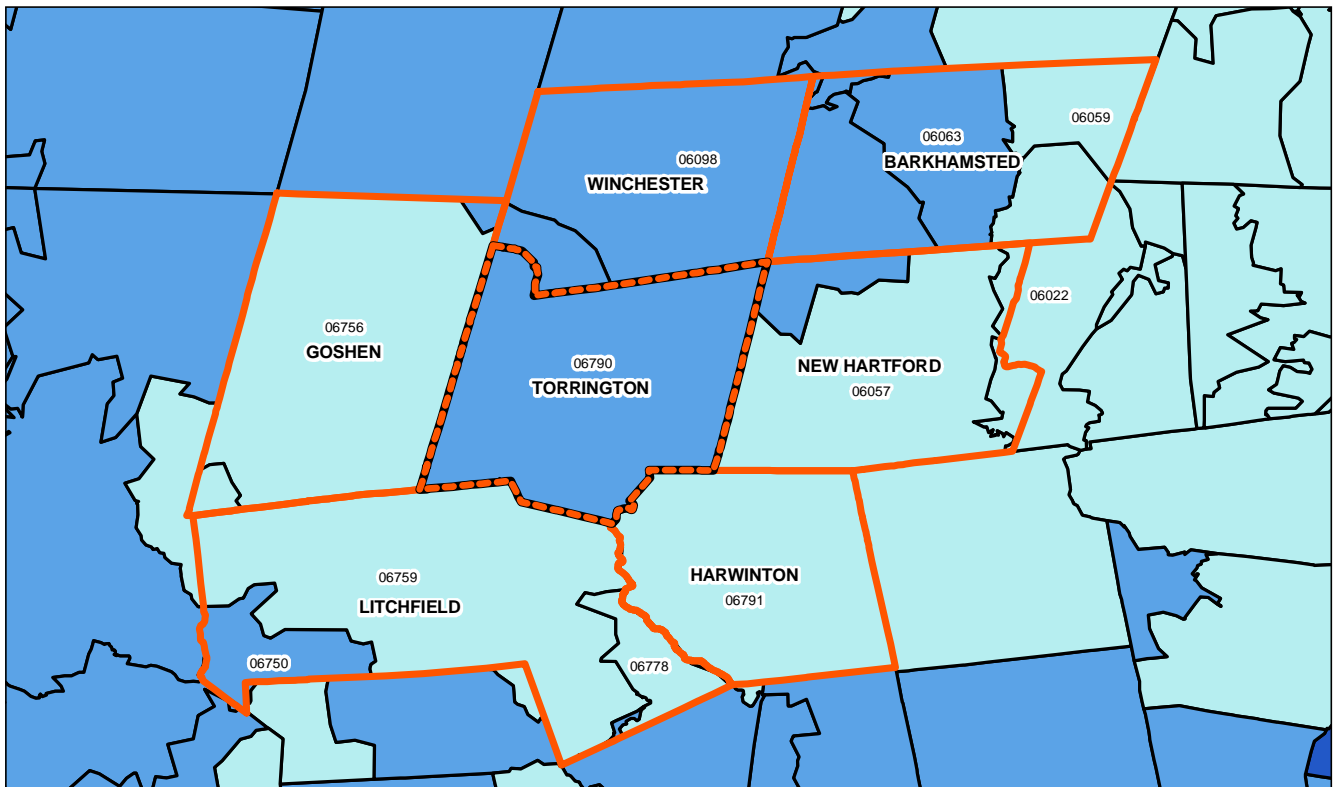 06059
06063
BARKHAMSTED
06098
WINCHESTER
06022
06756
GOSHEN
06790
TORRINGTON
NEW HARTFORD
06057
06759
LITCHFIELD
HARWINTON
06791
06750
06778